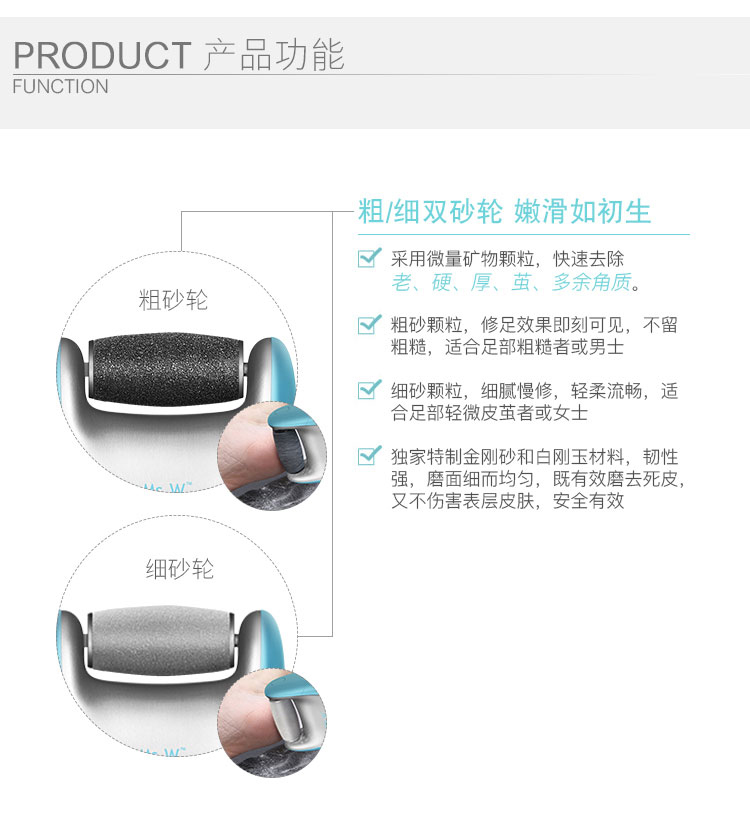 PRODUCT 产品功能
FUNCTION
粗/细双砂轮 嫩滑如初生
采用微量矿物颗粒，快速去除
老、硬、厚、茧、多余角质。
粗砂轮
粗砂颗粒，修足效果即刻可见，不留
粗糙，适合足部粗糙者或男士
细砂颗粒，细腻慢修，轻柔流畅，适
合足部轻微皮茧者或女士
独家特制金刚砂和白刚玉材料，韧性
强，磨面细而均匀，既有效磨去死皮，
又不伤害表层皮肤，安全有效
Ms.W™
细砂轮
Ms.W™